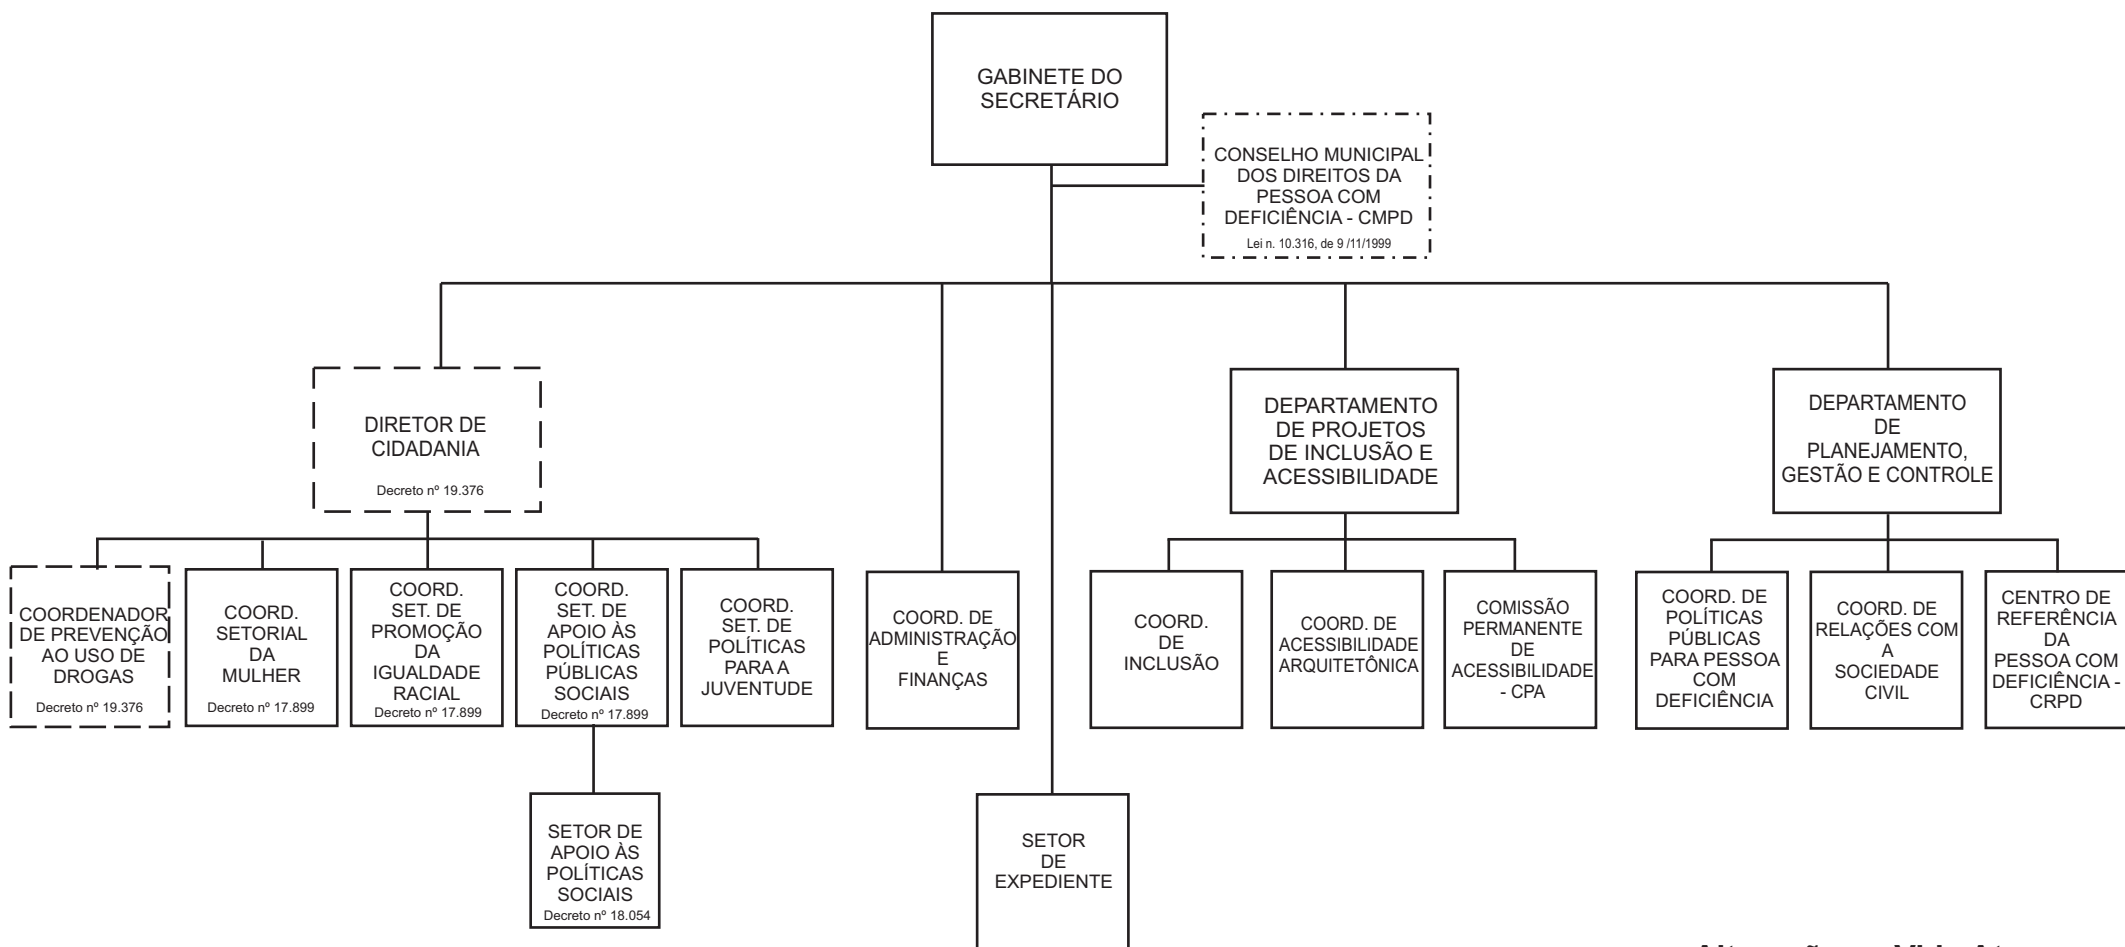 GABINETE DO
SECRETÁRIO
CONSELHO MUNICIPAL
DOS DIREITOS DA
PESSOA COM
DEFICIÊNCIA - CMPD
Lei n. 10.316, de 9 /11/1999
DIRETOR DE
CIDADANIA
Decreto nº 19.376
DEPARTAMENTO
DE PROJETOS
DE INCLUSÃO E
ACESSIBILIDADE
DEPARTAMENTO
DE
PLANEJAMENTO,
GESTÃO E CONTROLE
COORDENADOR
DE PREVENÇÃO
AO USO DE
DROGAS
Decreto nº 19.376
COORD.
SETORIAL
DA
MULHER
Decreto nº 17.899
COORD.
SET. DE
PROMOÇÃO
DA
IGUALDADE
RACIAL
Decreto nº 17.899
COORD.
SET. DE
APOIO ÀS
POLÍTICAS
PÚBLICAS
SOCIAIS
Decreto nº 17.899
COORD.
SET. DE
POLÍTICAS
PARA A
JUVENTUDE
COORD. DE
ADMINISTRAÇÃO
E
FINANÇAS
COORD.
DE
INCLUSÃO
COORD. DE
ACESSIBILIDADE
ARQUITETÔNICA
COMISSÃO
PERMANENTE
DE
ACESSIBILIDADE
- CPA
COORD. DE
POLÍTICAS
PÚBLICAS
PARA PESSOA
COM
DEFICIÊNCIA
COORD. DE
RELAÇÕES COM
A
SOCIEDADE
CIVIL
CENTRO DE
REFERÊNCIA
DA
PESSOA COM
DEFICIÊNCIA -
CRPD
SETOR DE
APOIO ÀS
POLÍTICAS
SOCIAIS
Decreto nº 18.054
SETOR
DE
EXPEDIENTE